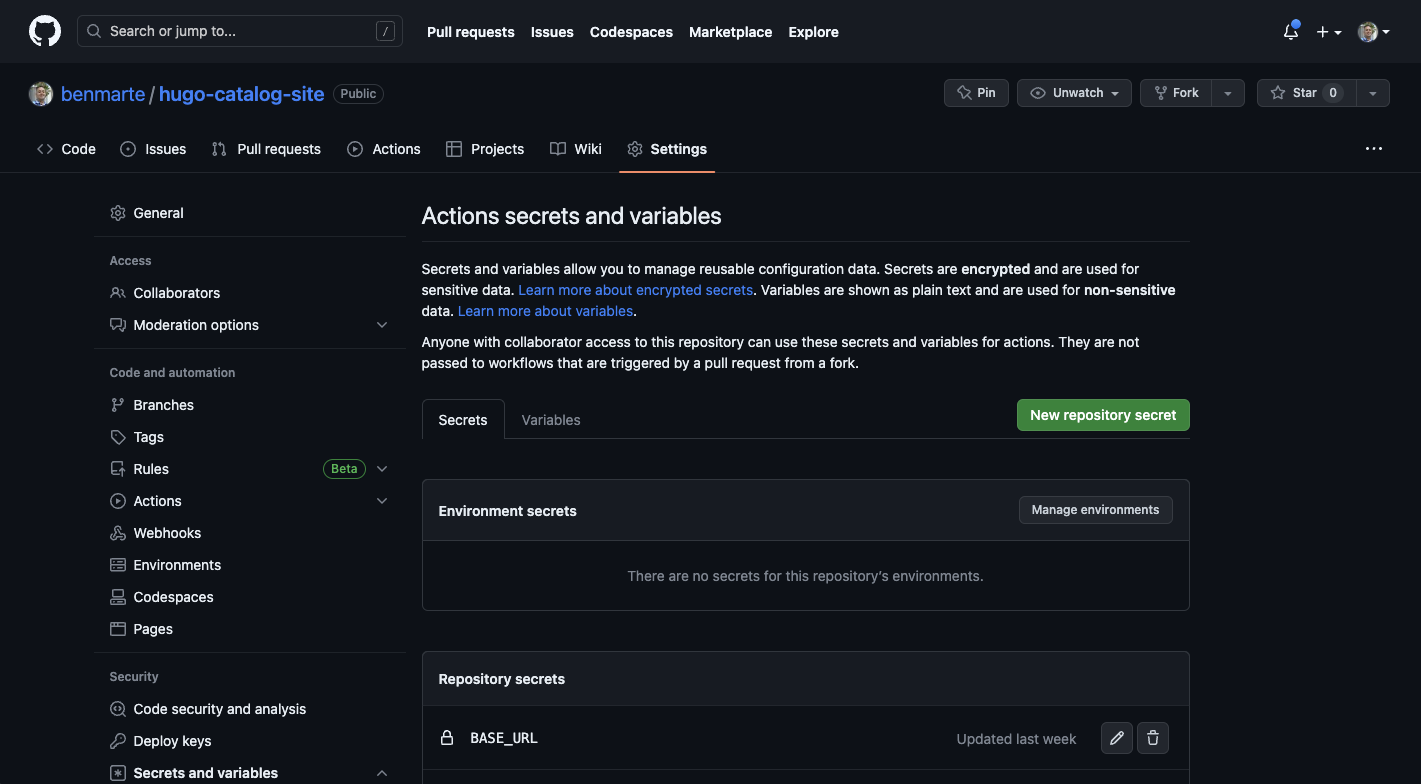 Search or jump to... /
Pull requests Issues Codespaces Marketplace Explore
benmarte / hugo-catalog-site Public
Pin Unwatch Fork Star 0
Code Issues Pull requests Actions Projects Wiki Settings
General
Access
Collaborators
Moderation options
Code and automation
Branches
Tags
Rules Beta
Actions
Webhooks
Environments
Codespaces
Pages
Security
Code security and analysis
Deploy keys
Secrets and variables
Actions secrets and variables
Secrets and variables allow you to manage reusable configuration data. Secrets are encrypted and are used for
sensitive data. Learn more about encrypted secrets. Variables are shown as plain text and are used for non-sensitive
data. Learn more about variables.
Anyone with collaborator access to this repository can use these secrets and variables for actions. They are not
passed to workflows that are triggered by a pull request from a fork.
Secrets Variables New repository secret
Environment secrets Manage environments
There are no secrets for this repository's environments.
Repository secrets
BASE_URL Updated last week